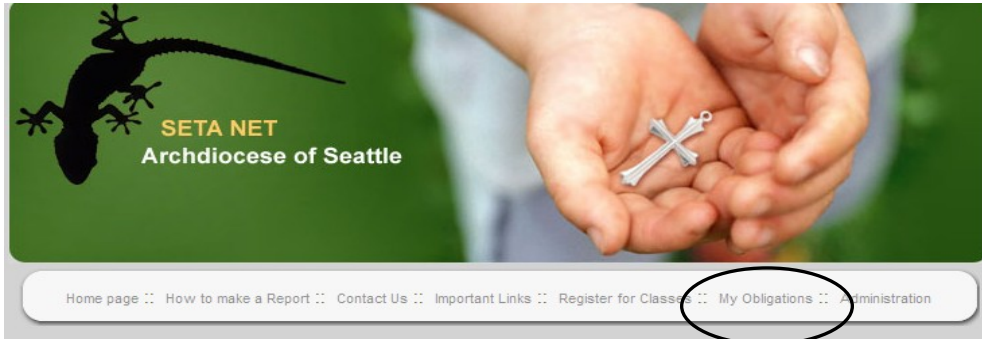 SETA NET
Archdiocese of Seattle
Home page :: How to make a Report :: Contact Us :: Important Links :: Register for Classes :: My Obligations :: Administration